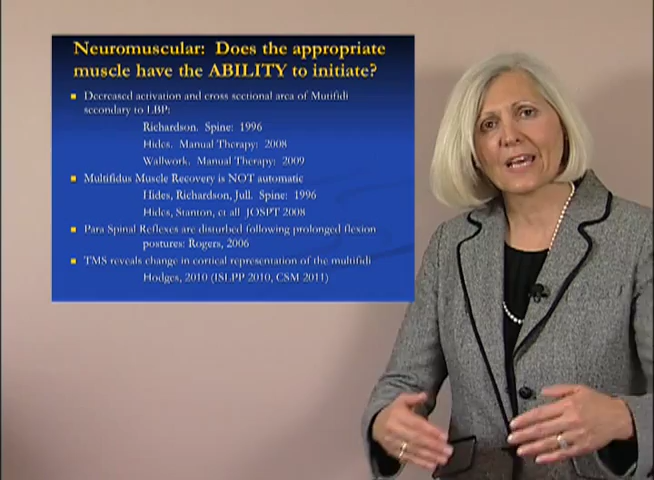 Neuromuscular: Does the appropriate
muscle have the ABILITY to initiate?
Decreased activation and cross sectional area of Mutifidi
secondary to LBP:
Richardson. Spine: 1996
Hides. Manual Therapy: 2008
Wallwork. Manual Therapy: 2009
Multifidus Muscle Recovery is NOT automatic
Hides, Richardson, Jull. Spine: 1996
Hides, Stanton, et all JOSPT 2008
Para Spinal Reflexes are disturbed following prolonged flexion
postures: Rogers, 2006
TMS reveals change in cortical representation of the multifidi
Hodges, 2010 (ISLPP 2010, CSM 2011)